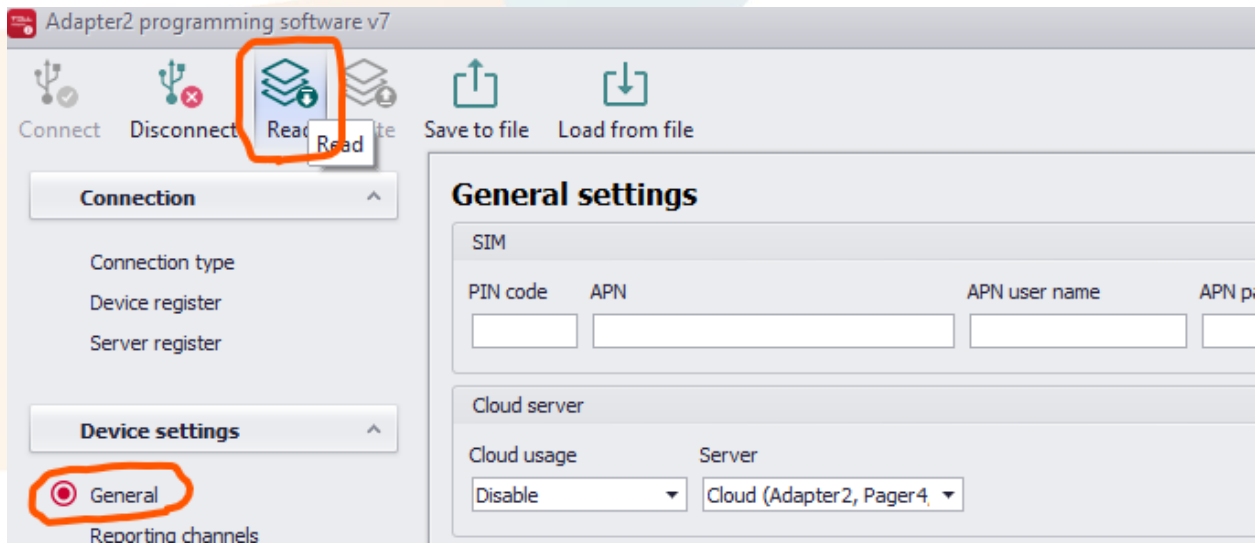 Adapter2 programming software v7
Connect Disconnect Read Save to file Load from file
Read
Connection
Connection type
Device register
Server register
Device settings
General
Reporting channels
General settings
SIM
PIN code APN APN user name APN
Cloud server
Cloud usage Server
Disable Cloud (Adapter2, Pager4,